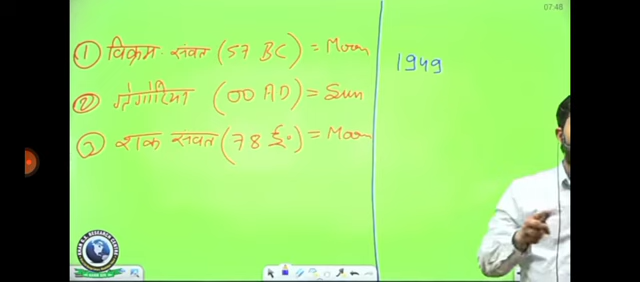 07:48
① विक्रम संवत (57 BC) = Moon
② ग्रेगोरियन (00 AD) = Sun
③ शक संवत (78 ई॰) = Moon
1949